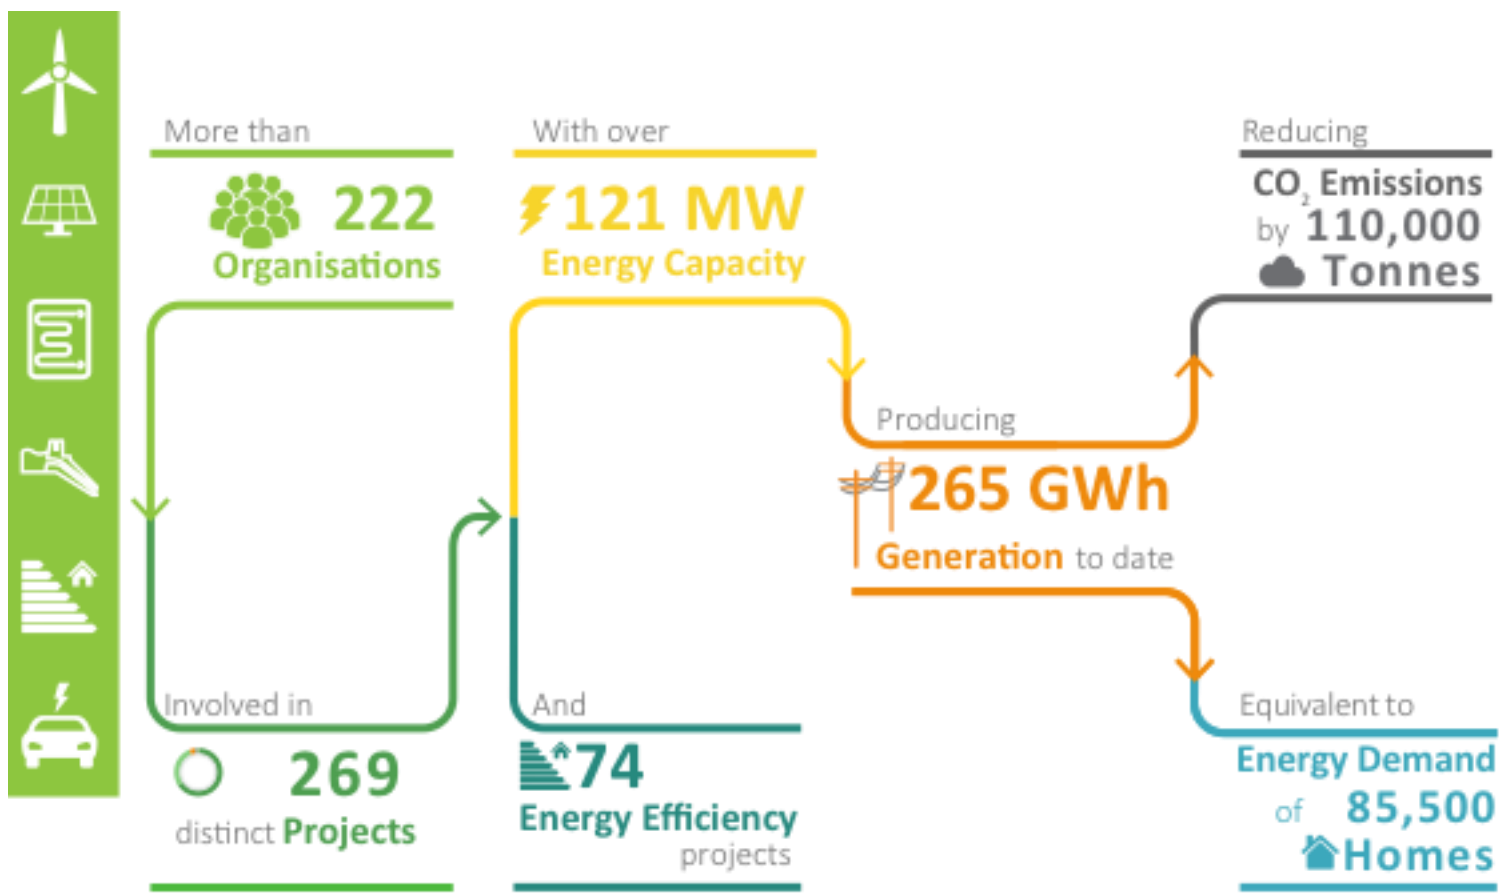 More than
222
Organisations
Involved in
269
distinct Projects
With over
121 MW
Energy Capacity
And
74
Energy Efficiency
projects
Producing
265 GWh
Generation to date
Reducing
CO₂ Emissions
by 110,000
Tonnes
Equivalent to
Energy Demand
of 85,500
Homes